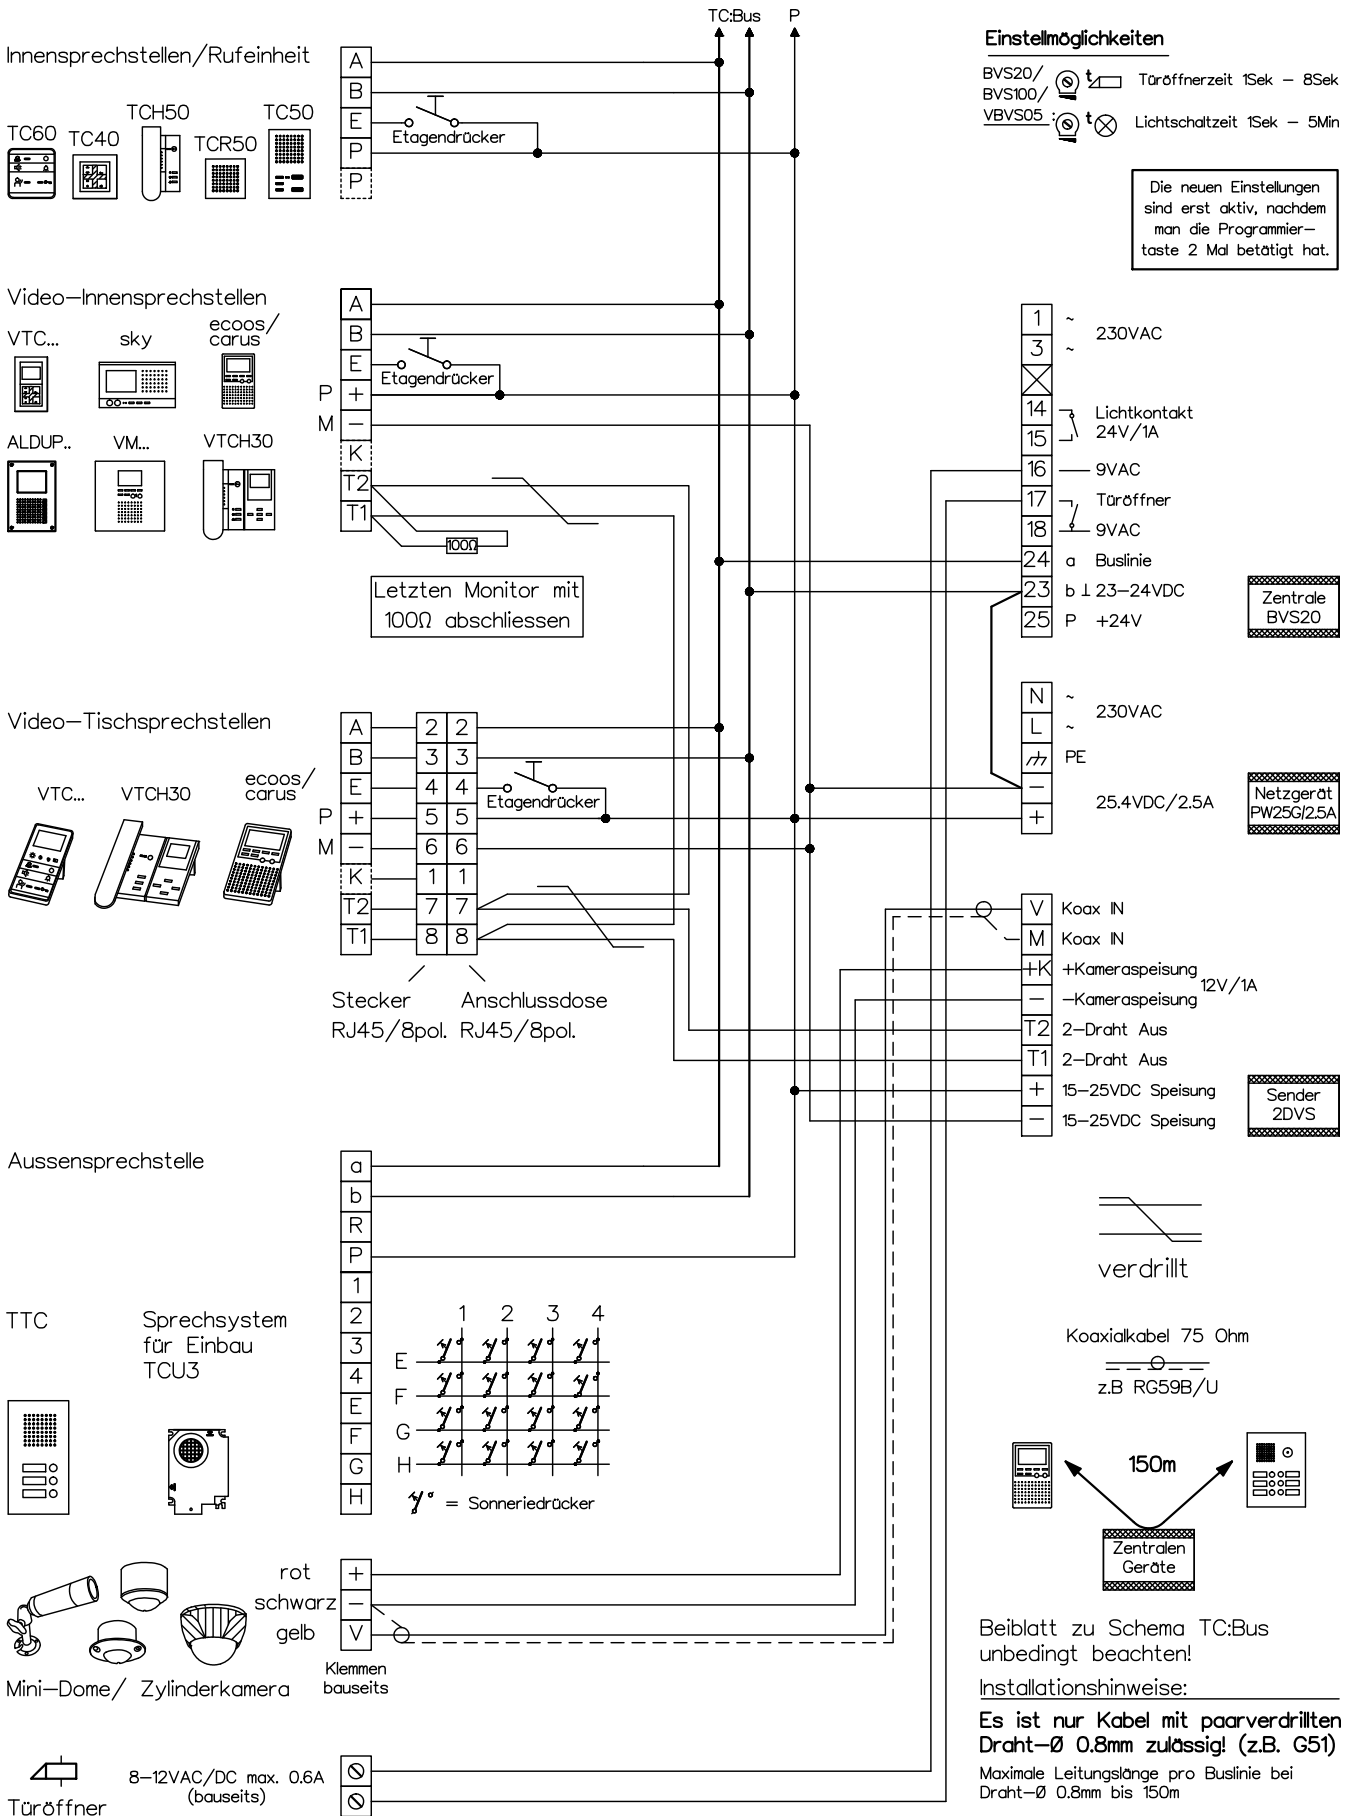 TC:Bus
P
Innensprechstellen/Rufeinheit
TC60
TC40
TCH50
TCR50
TC50
A
B
E
P
P
Etagendrücker
Einstellmöglichkeiten
BVS20/
BVS100/
VBVS05 :
t
Türöffnerzeit 1Sek – 8Sek
t
Lichtschaltzeit 1Sek – 5Min
Die neuen Einstellungen
sind erst aktiv, nachdem
man die Programmier–
taste 2 Mal betätigt hat.
Video–Innensprechstellen
VTC...
sky
ecoos/
carus
ALDUP..
VM...
VTCH30
A
B
E
P +
M –
K
T2
T1
Etagendrücker
100Ω
Letzten Monitor mit
100Ω abschliessen
1 ~
3 ~
230VAC
14
15
Lichtkontakt
24V/1A
16 9VAC
17 Türöffner
18 9VAC
24 a Buslinie
23 b ⊥ 23–24VDC
25 P +24V
Zentrale
BVS20
N ~
L ~
230VAC
PE
–
+
25.4VDC/2.5A
Netzgerät
PW25G/2.5A
Video–Tischsprechstellen
VTC...
VTCH30
ecoos/
carus
A 2 2
B 3 3
E 4 4
P + 5 5
M – 6 6
K 1 1
T2 7 7
T1 8 8
Etagendrücker
Stecker
RJ45/8pol.
Anschlussdose
RJ45/8pol.
V Koax IN
M Koax IN
+K +Kameraspeisung
– –Kameraspeisung
12V/1A
T2 2–Draht Aus
T1 2–Draht Aus
+ 15–25VDC Speisung
– 15–25VDC Speisung
Sender
2DVS
Aussensprechstelle
TTC
Sprechsystem
für Einbau
TCU3
a
b
R
P
1
2
3
4
E
F
G
H
1 2 3 4
E
F
G
H
= Sonneriedrücker
verdrillt
Koaxialkabel 75 Ohm
z.B RG59B/U
150m
Zentralen
Geräte
rot +
schwarz –
gelb V
Klemmen
bauseits
Mini–Dome/ Zylinderkamera
Türöffner
8–12VAC/DC max. 0.6A
(bauseits)
Beiblatt zu Schema TC:Bus
unbedingt beachten!
Installationshinweise:
Es ist nur Kabel mit paarverdrillten
Draht–Ø 0.8mm zulässig! (z.B. G51)
Maximale Leitungslänge pro Buslinie bei
Draht–Ø 0.8mm bis 150m